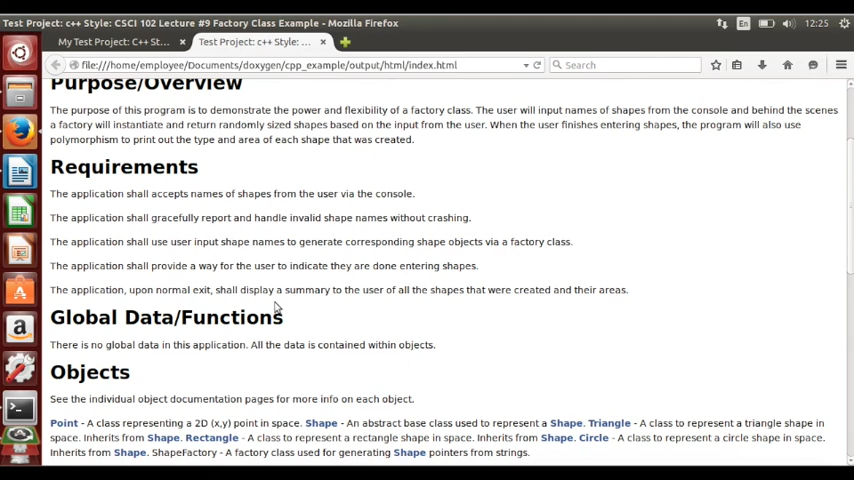 Test Project: c++ Style: CSCI 102 Lecture #9 Factory Class Example - Mozilla Firefox
En
12:25
My Test Project: C++ St...
Test Project: c++ Style: ...
file:///home/employee/Documents/doxygen/cpp_example/output/html/index.html
Search
Purpose/Overview
The purpose of this program is to demonstrate the power and flexibility of a factory class. The user will input names of shapes from the console and behind the scenes
a factory will instantiate and return randomly sized shapes based on the input from the user. When the user finishes entering shapes, the program will also use
polymorphism to print out the type and area of each shape that was created.
Requirements
The application shall accepts names of shapes from the user via the console.
The application shall gracefully report and handle invalid shape names without crashing.
The application shall use user input shape names to generate corresponding shape objects via a factory class.
The application shall provide a way for the user to indicate they are done entering shapes.
The application, upon normal exit, shall display a summary to the user of all the shapes that were created and their areas.
Global Data/Functions
There is no global data in this application. All the data is contained within objects.
Objects
See the individual object documentation pages for more info on each object.
Point - A class representing a 2D (x,y) point in space. Shape - An abstract base class used to represent a Shape. Triangle - A class to represent a triangle shape in
space. Inherits from Shape. Rectangle - A class to represent a rectangle shape in space. Inherits from Shape. Circle - A class to represent a circle shape in space.
Inherits from Shape. ShapeFactory - A factory class used for generating Shape pointers from strings.